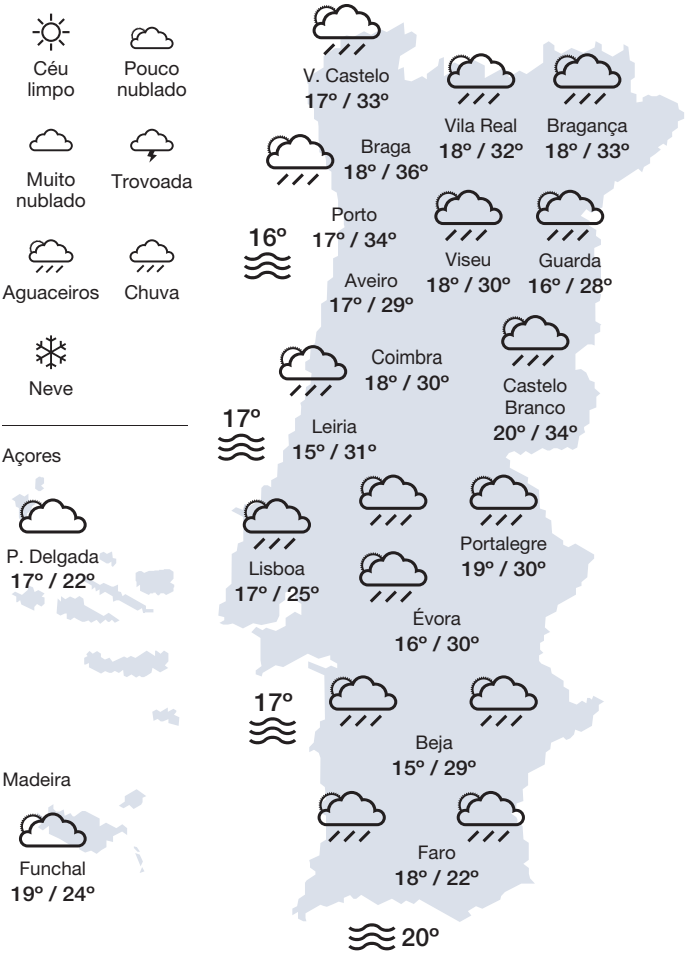 Céu
limpo
Pouco
nublado
Muito
nublado
Trovoada
Aguaceiros
Chuva
Neve
Açores
P. Delgada
17º / 22º
Madeira
Funchal
19º / 24º
V. Castelo
17º / 33º
Vila Real
18º / 32º
Bragança
18º / 33º
Braga
18º / 36º
Porto
17º / 34º
16º
Viseu
18º / 30º
Guarda
16º / 28º
Aveiro
17º / 29º
Coimbra
18º / 30º
Castelo
Branco
20º / 34º
17º
Leiria
15º / 31º
Lisboa
17º / 25º
Portalegre
19º / 30º
Évora
16º / 30º
17º
Beja
15º / 29º
Faro
18º / 22º
20º